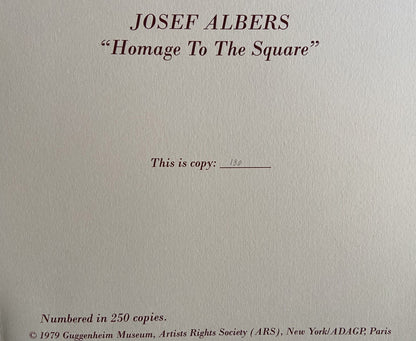 JOSEF ALBERS
“Homage To The Square”
This is copy: 130
Numbered in 250 copies.
© 1979 Guggenheim Museum, Artists Rights Society (ARS), New York/ADAGP, Paris